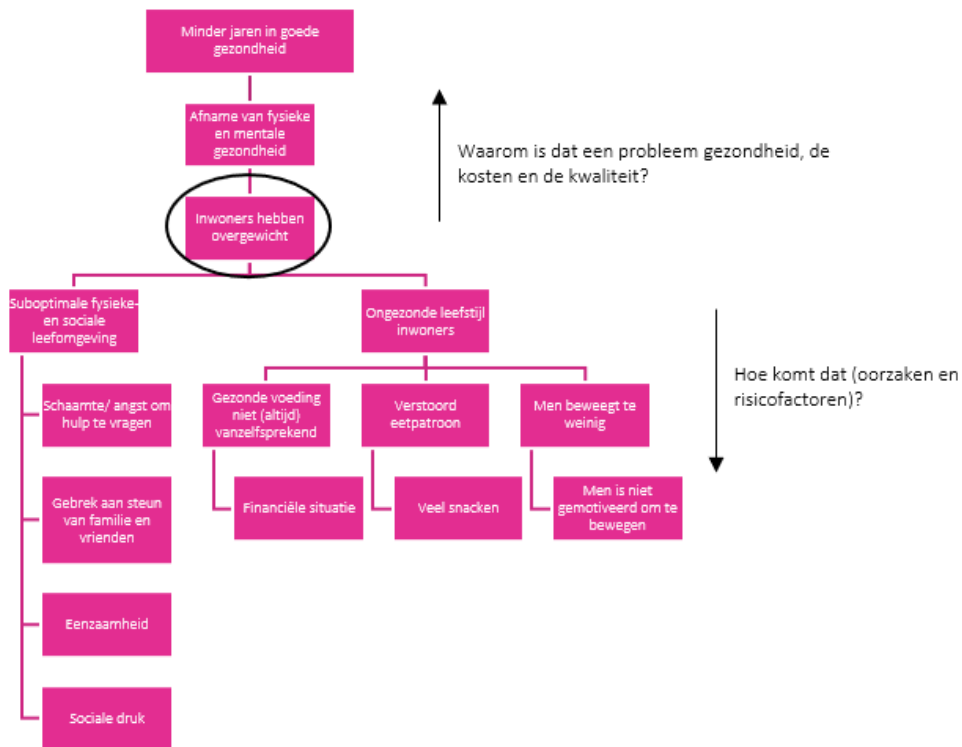 Minder jaren in goede
gezondheid
Afname van fysieke
en mentale
gezondheid
Waarom is dat een probleem gezondheid, de
kosten en de kwaliteit?
Inwoners hebben
overgewicht
Suboptimale fysieke-
en sociale
leefomgeving
Ongezonde leefstijl
inwoners
Hoe komt dat (oorzaken en
risicofactoren)?
Schaamte/ angst om
hulp te vragen
Gezonde voeding
niet (altijd}
vanzelfsprekend
Verstoord
eetpatroon
Men beweegt te
weinig
Gebrek aan steun
van familie en
vrienden
Financiële situatie
Veel snacken
Men is niet
gemotiveerd om te
bewegen
Eenzaamheid
Sociale druk